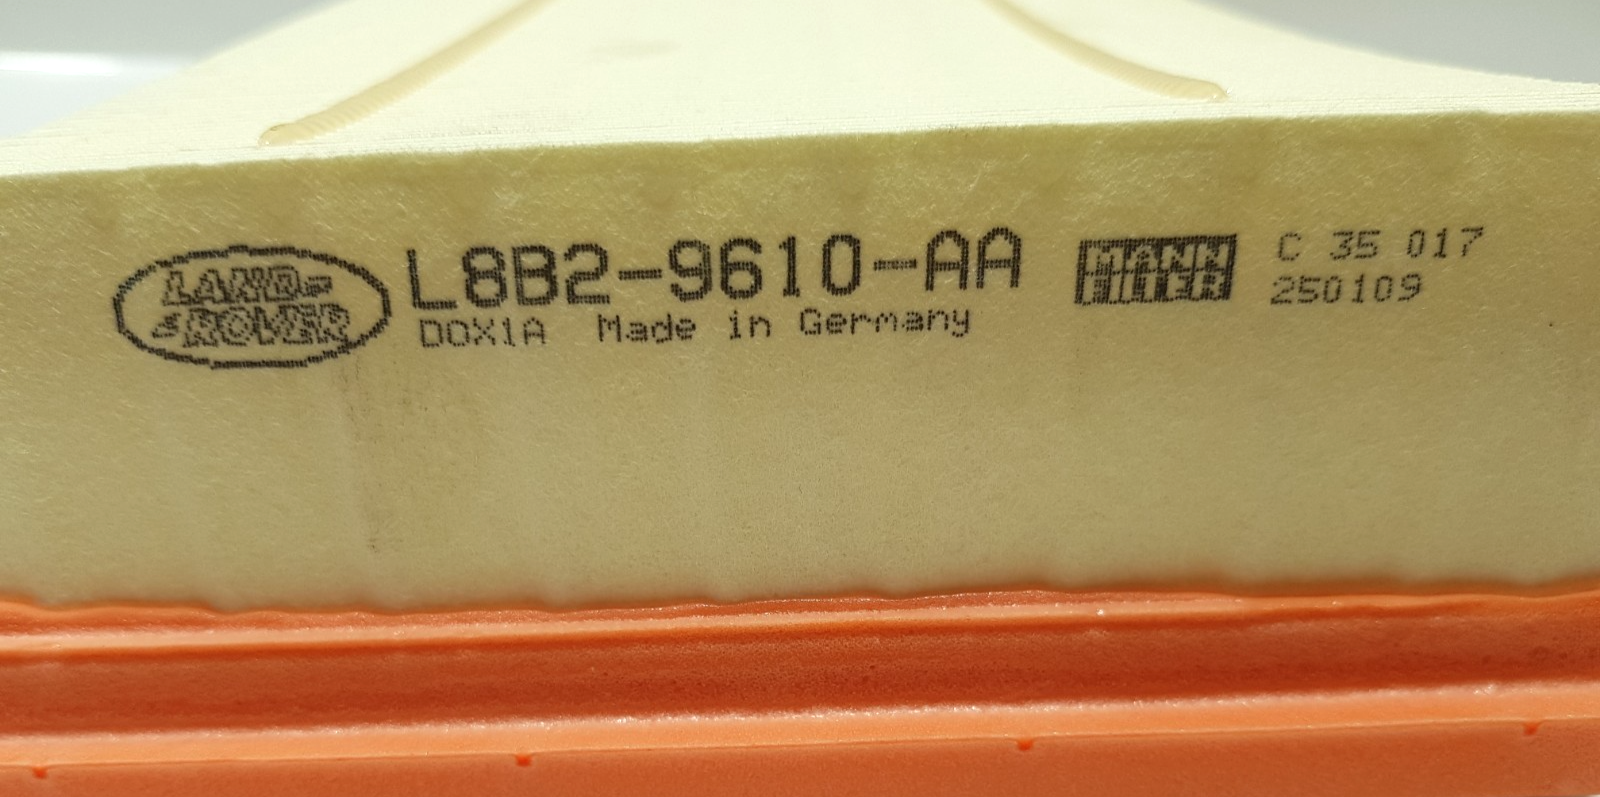 LAND-
-ROVER
L8B2-9610-AA
DOX1A Made in Germany
MANN
FILTER
C 35 017
250109